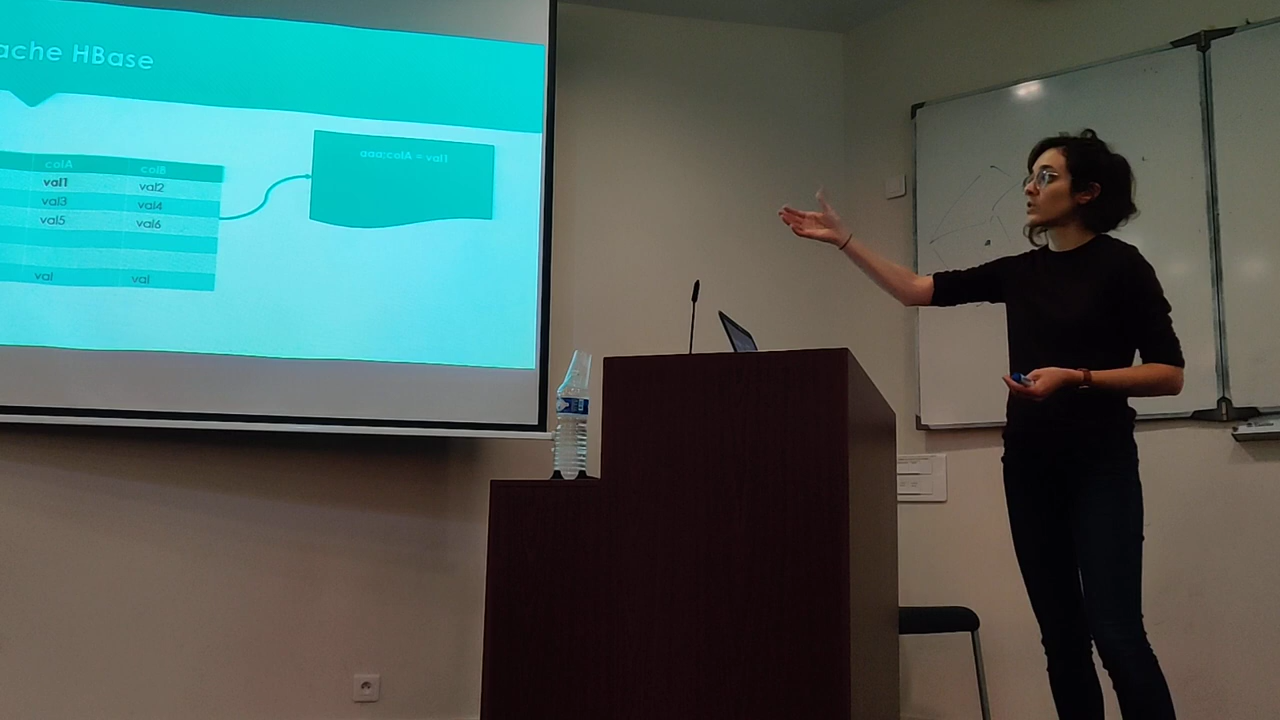 ache HBase
aaa:colA = val1
colA colB
val1 val2
val3 val4
val5 val6
val val